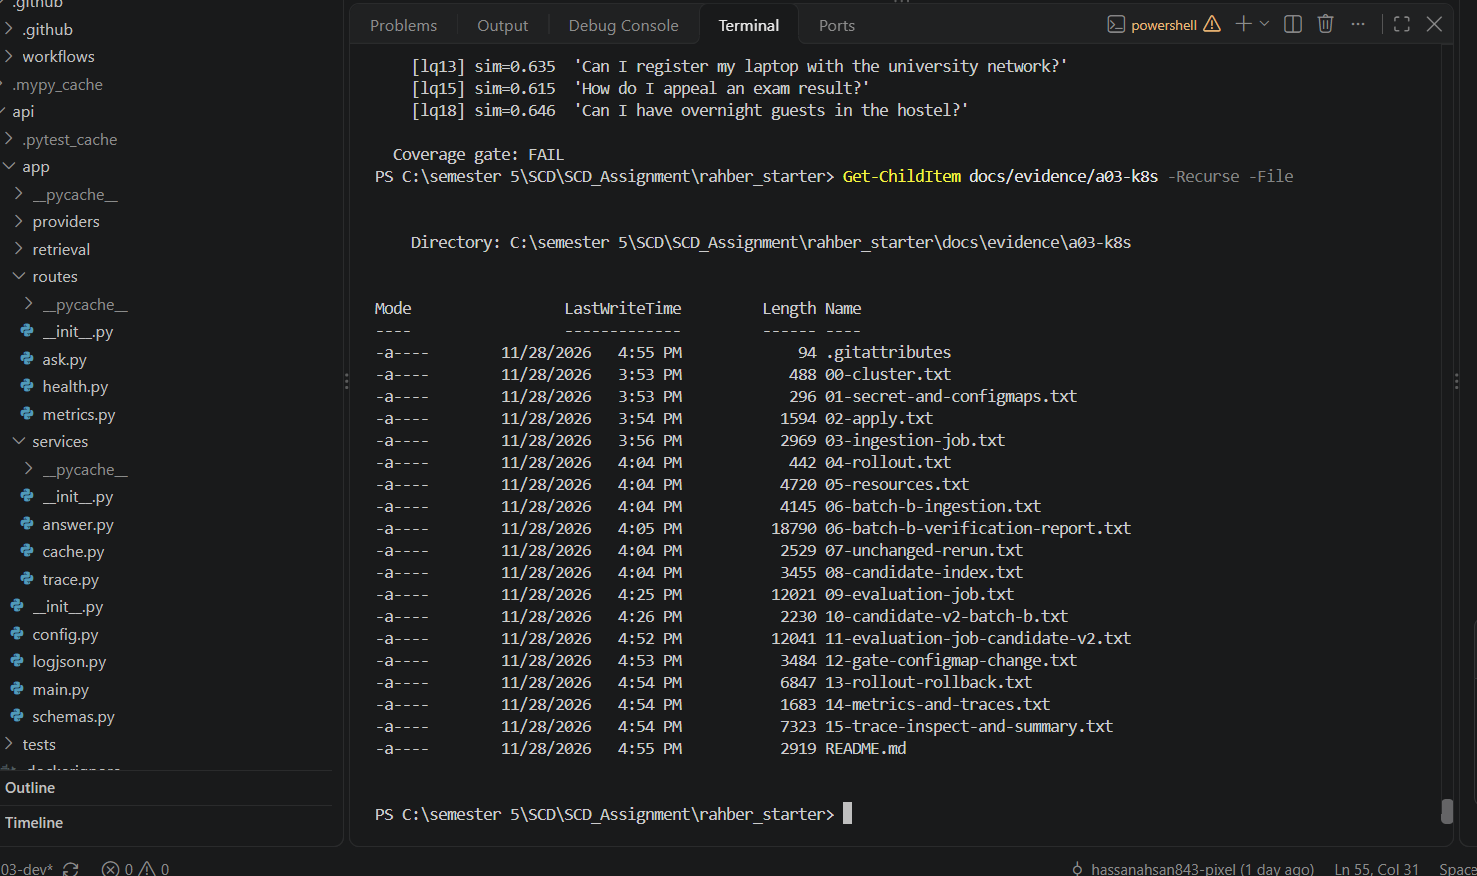 .github
.github
workflows
.mypy_cache
api
.pytest_cache
app
__pycache__
providers
retrieval
routes
__pycache__
__init__.py
ask.py
health.py
metrics.py
services
__pycache__
__init__.py
answer.py
cache.py
trace.py
__init__.py
config.py
logjson.py
main.py
schemas.py
tests
.dockerignore
Outline
Timeline
Problems Output Debug Console Terminal Ports powershell
[lq13] sim=0.635  'Can I register my laptop with the university network?'
[lq15] sim=0.615  'How do I appeal an exam result?'
[lq18] sim=0.646  'Can I have overnight guests in the hostel?'
Coverage gate: FAIL
PS C:\semester 5\SCD\SCD_Assignment\rahber_starter> Get-ChildItem docs/evidence/a03-k8s -Recurse -File
Directory: C:\semester 5\SCD\SCD_Assignment\rahber_starter\docs\evidence\a03-k8s
Mode LastWriteTime Length Name
---- ------------- ------ ----
-a---- 11/28/2026 4:55 PM 94 .gitattributes
-a---- 11/28/2026 3:53 PM 488 00-cluster.txt
-a---- 11/28/2026 3:53 PM 296 01-secret-and-configmaps.txt
-a---- 11/28/2026 3:54 PM 1594 02-apply.txt
-a---- 11/28/2026 3:56 PM 2969 03-ingestion-job.txt
-a---- 11/28/2026 4:04 PM 442 04-rollout.txt
-a---- 11/28/2026 4:04 PM 4720 05-resources.txt
-a---- 11/28/2026 4:04 PM 4145 06-batch-b-ingestion.txt
-a---- 11/28/2026 4:05 PM 18790 06-batch-b-verification-report.txt
-a---- 11/28/2026 4:04 PM 2529 07-unchanged-rerun.txt
-a---- 11/28/2026 4:04 PM 3455 08-candidate-index.txt
-a---- 11/28/2026 4:25 PM 12021 09-evaluation-job.txt
-a---- 11/28/2026 4:26 PM 2230 10-candidate-v2-batch-b.txt
-a---- 11/28/2026 4:52 PM 12041 11-evaluation-job-candidate-v2.txt
-a---- 11/28/2026 4:53 PM 3484 12-gate-configmap-change.txt
-a---- 11/28/2026 4:54 PM 6847 13-rollout-rollback.txt
-a---- 11/28/2026 4:54 PM 1683 14-metrics-and-traces.txt
-a---- 11/28/2026 4:54 PM 7323 15-trace-inspect-and-summary.txt
-a---- 11/28/2026 4:55 PM 2919 README.md
PS C:\semester 5\SCD\SCD_Assignment\rahber_starter>
03-dev* 0 0 hassanahsan843-pixel (1 day ago) Ln 55, Col 31 Space